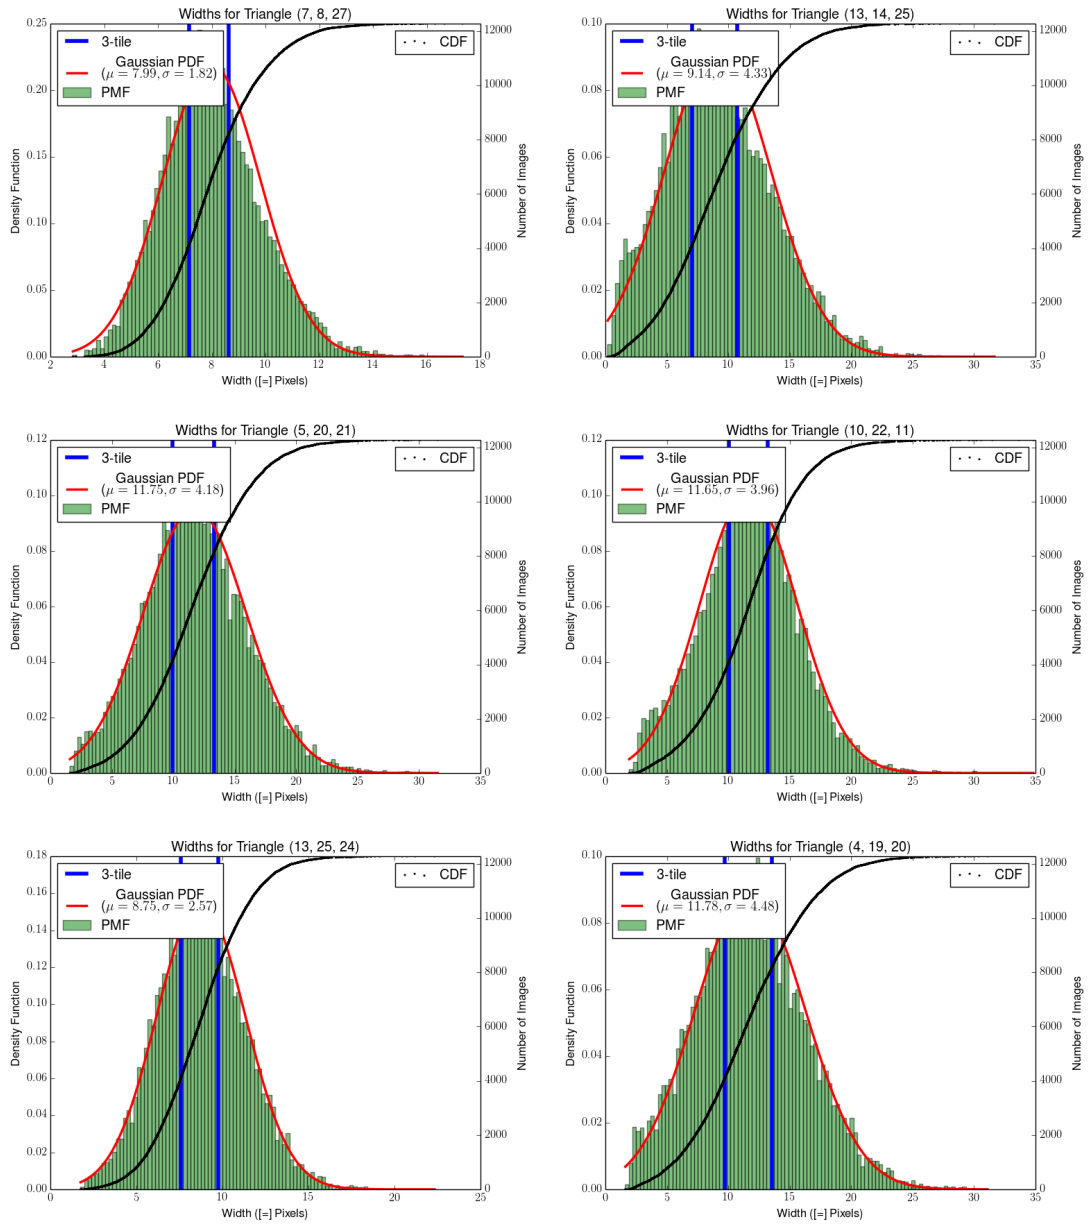 Widths for Triangle (7, 8, 27)
3-tile
Gaussian PDF
(μ = 7.99, σ = 1.82)
PMF
CDF
0.00
0.05
0.10
0.15
0.20
0.25
Density Function
0
2000
4000
6000
8000
10000
12000
Number of Images
2 4 6 8 10 12 14 16 18
Width ([=] Pixels)
Widths for Triangle (13, 14, 25)
3-tile
Gaussian PDF
(μ = 9.14, σ = 4.33)
PMF
CDF
0.00
0.02
0.04
0.06
0.08
0.10
Density Function
0
2000
4000
6000
8000
10000
12000
Number of Images
0 5 10 15 20 25 30 35
Width ([=] Pixels)
Widths for Triangle (5, 20, 21)
3-tile
Gaussian PDF
(μ = 11.75, σ = 4.18)
PMF
CDF
0.00
0.02
0.04
0.06
0.08
0.10
0.12
Density Function
0
2000
4000
6000
8000
10000
12000
Number of Images
0 5 10 15 20 25 30 35
Width ([=] Pixels)
Widths for Triangle (10, 22, 11)
3-tile
Gaussian PDF
(μ = 11.65, σ = 3.96)
PMF
CDF
0.00
0.02
0.04
0.06
0.08
0.10
0.12
Density Function
0
2000
4000
6000
8000
10000
12000
Number of Images
0 5 10 15 20 25 30 35
Width ([=] Pixels)
Widths for Triangle (13, 25, 24)
3-tile
Gaussian PDF
(μ = 8.75, σ = 2.57)
PMF
CDF
0.00
0.02
0.04
0.06
0.08
0.10
0.12
0.14
0.16
0.18
Density Function
0
2000
4000
6000
8000
10000
12000
Number of Images
0 5 10 15 20 25
Width ([=] Pixels)
Widths for Triangle (4, 19, 20)
3-tile
Gaussian PDF
(μ = 11.78, σ = 4.48)
PMF
CDF
0.00
0.02
0.04
0.06
0.08
0.10
Density Function
0
2000
4000
6000
8000
10000
12000
Number of Images
0 5 10 15 20 25 30 35
Width ([=] Pixels)